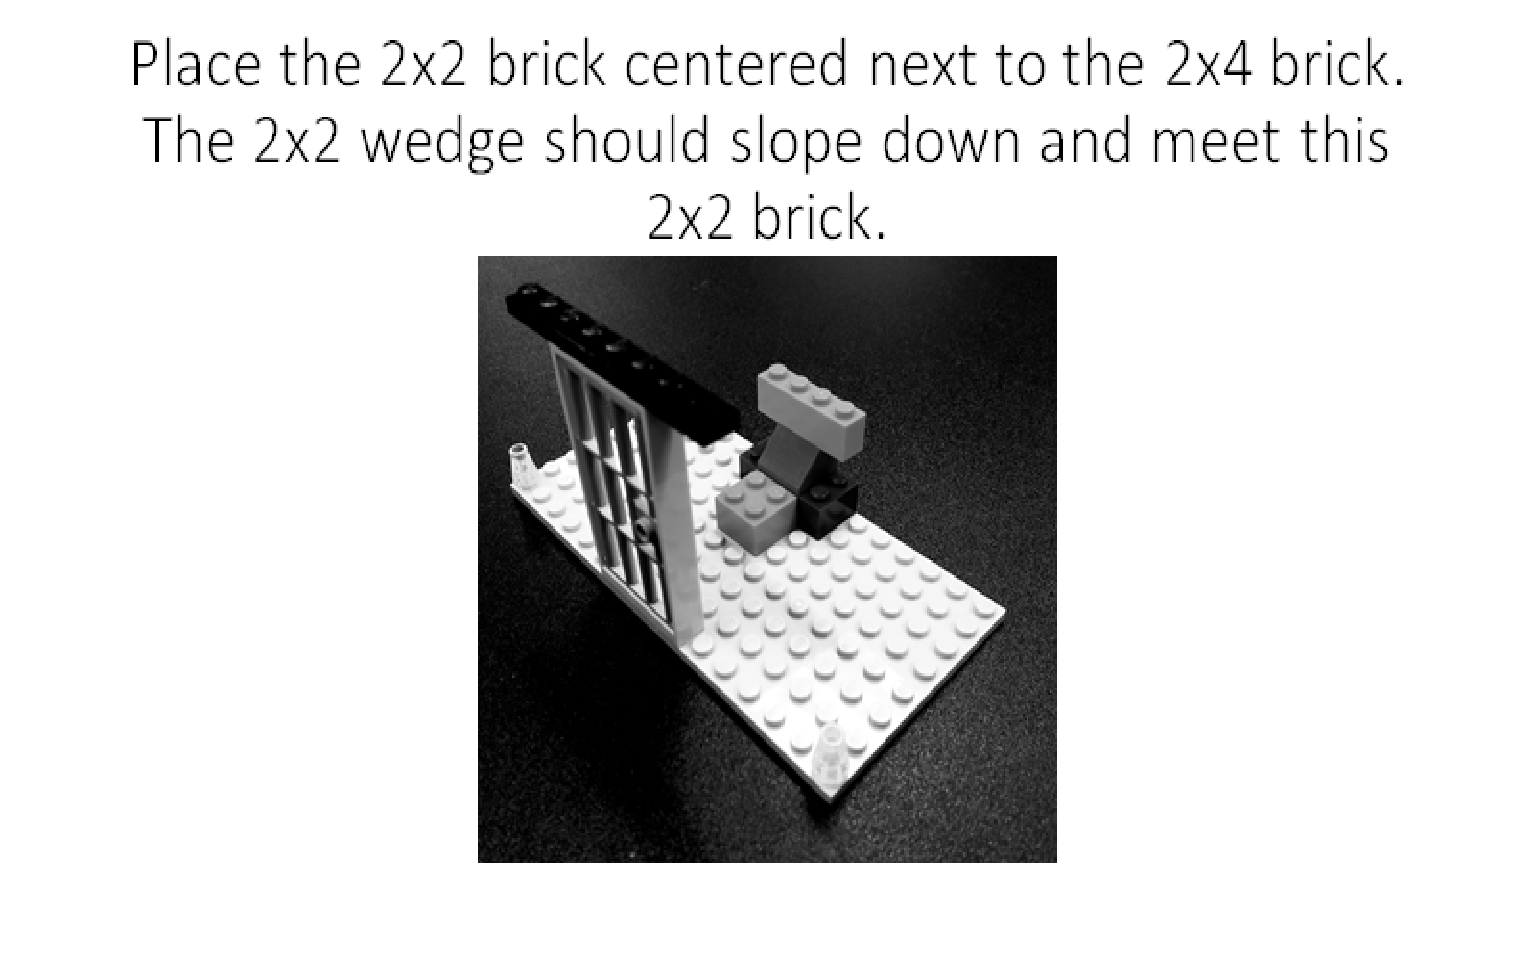 Place the 2x2 brick centered next to the 2x4 brick.
The 2x2 wedge should slope down and meet this
2x2 brick.